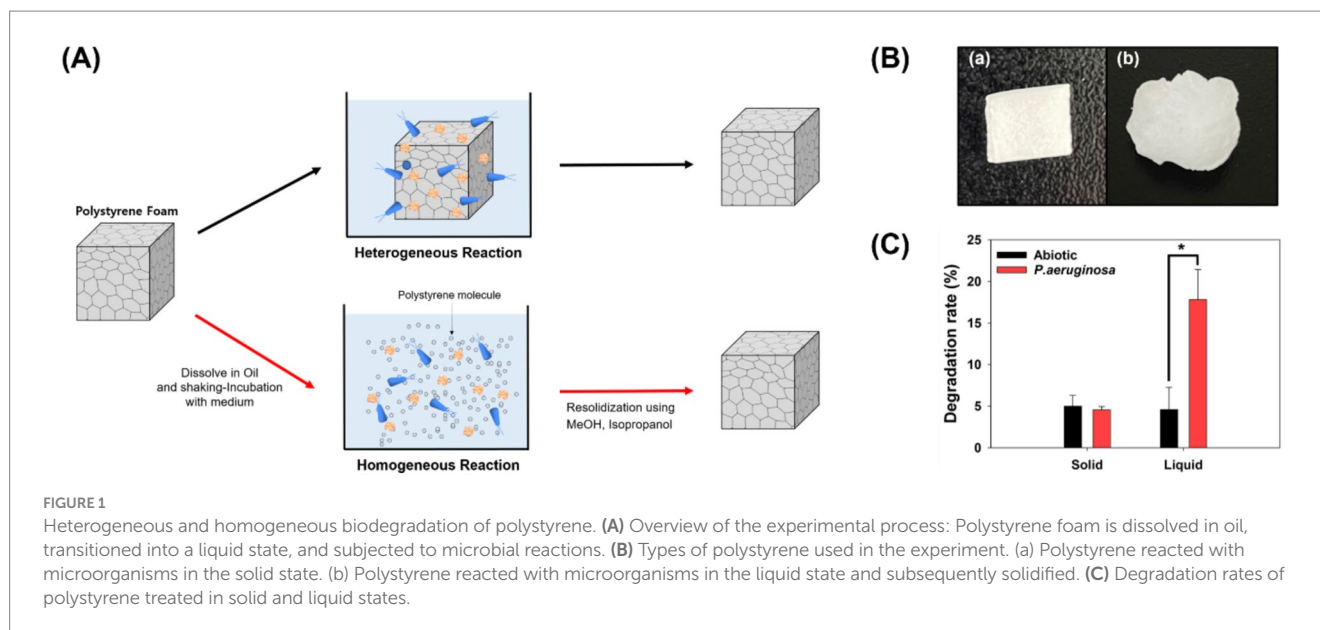 (A)
Polystyrene Foam
Heterogeneous Reaction
Dissolve in Oil
and shaking-Incubation
with medium
Polystyrene molecule
Homogeneous Reaction
Resolidization using
MeOH, Isopropanol
(B)
(a)
(b)
(C)
Degradation rate (%)
25
20
15
10
5
0
Abiotic
P.aeruginosa
*
Solid
Liquid
FIGURE 1
Heterogeneous and homogeneous biodegradation of polystyrene. (A) Overview of the experimental process: Polystyrene foam is dissolved in oil,
transitioned into a liquid state, and subjected to microbial reactions. (B) Types of polystyrene used in the experiment. (a) Polystyrene reacted with
microorganisms in the solid state. (b) Polystyrene reacted with microorganisms in the liquid state and subsequently solidified. (C) Degradation rates of
polystyrene treated in solid and liquid states.